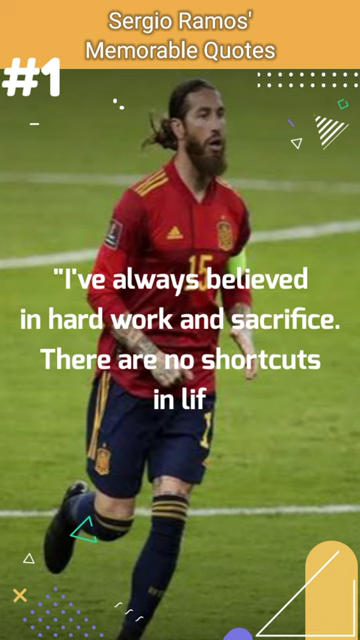 Sergio Ramos'
Memorable Quotes
#1
15
"I've always believed
in hard work and sacrifice.
There are no shortcuts
in lif